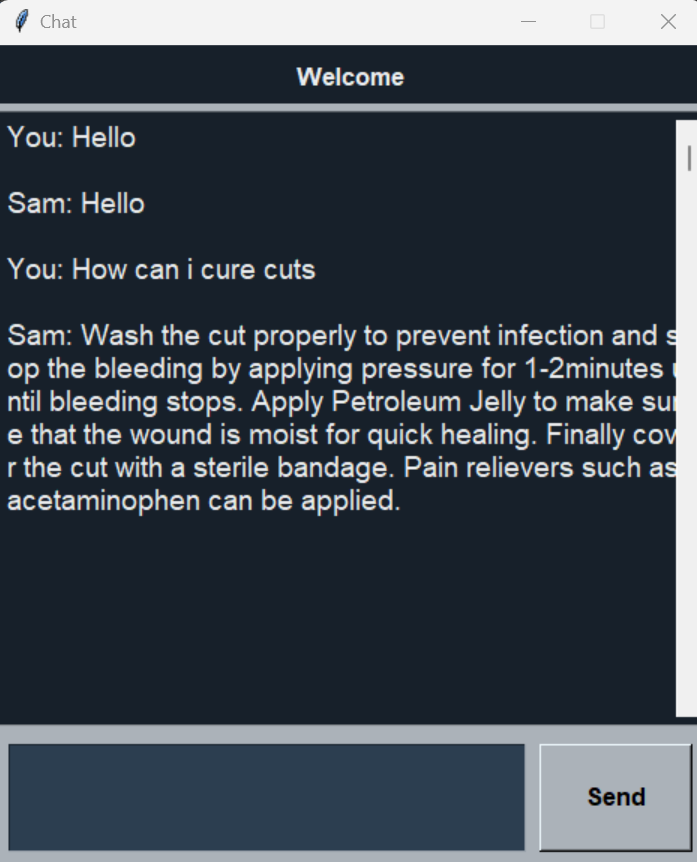 Chat
Welcome
You: Hello
Sam: Hello
You: How can i cure cuts
Sam: Wash the cut properly to prevent infection and s
op the bleeding by applying pressure for 1-2minutes
ntil bleeding stops. Apply Petroleum Jelly to make sur
e that the wound is moist for quick healing. Finally cov
r the cut with a sterile bandage. Pain relievers such as
acetaminophen can be applied.
Send